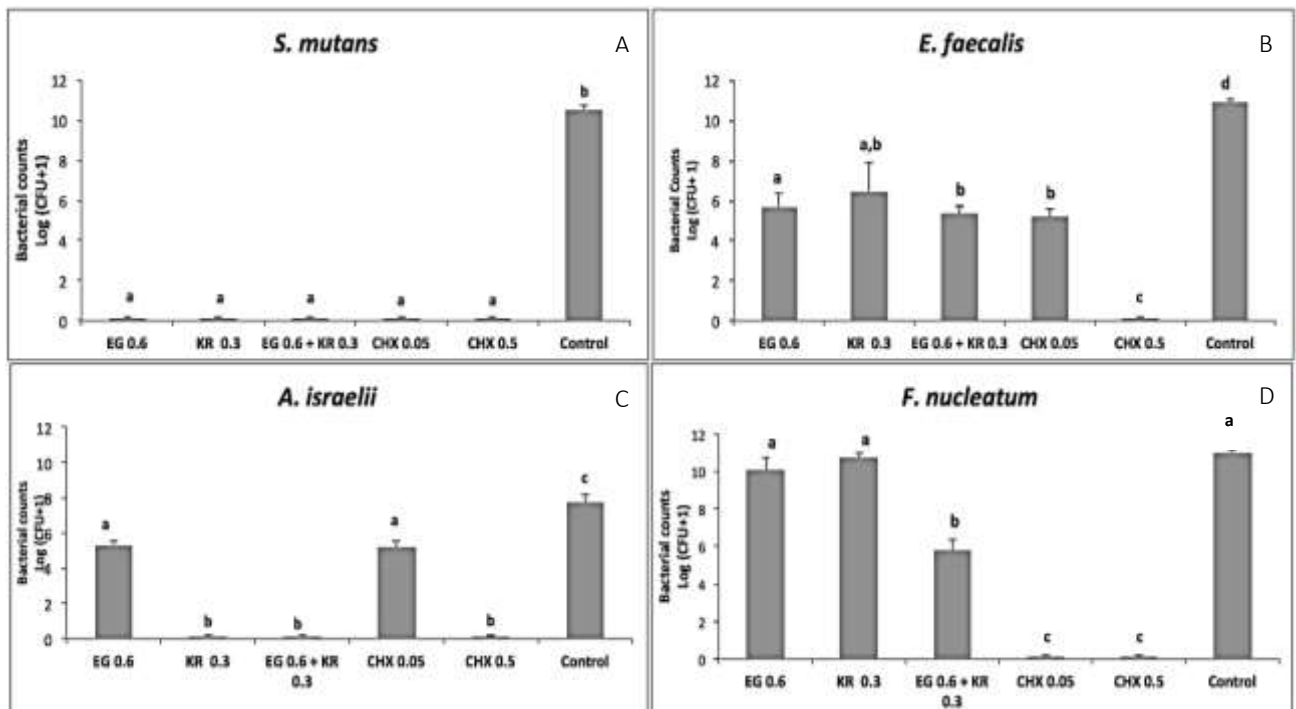 S. mutans
A
Bacterial counts
Log (CFU+1)
12
10
8
6
4
2
0
a
a
a
a
a
b
EG 0.6
KR 0.3
EG 0.6 + KR 0.3
CHX 0.05
CHX 0.5
Control
E. faecalis
B
Bacterial Counts
Log (CFU+ 1)
12
10
8
6
4
2
0
a
a,b
b
b
c
d
EG 0.6
KR 0.3
EG 0.6 + KR 0.3
CHX 0.05
CHX 0.5
Control
A. israelii
C
Bacterial counts
Log (CFU+1)
12
10
8
6
4
2
0
a
b
b
a
b
c
EG 0.6
KR 0.3
EG 0.6 + KR
0.3
CHX 0.05
CHX 0.5
Control
F. nucleatum
D
Bacterial counts
Log (CFU+1)
12
10
8
6
4
2
0
a
a
b
c
c
a
EG 0.6
KR 0.3
EG 0.6 + KR
0.3
CHX 0.05
CHX 0.5
Control